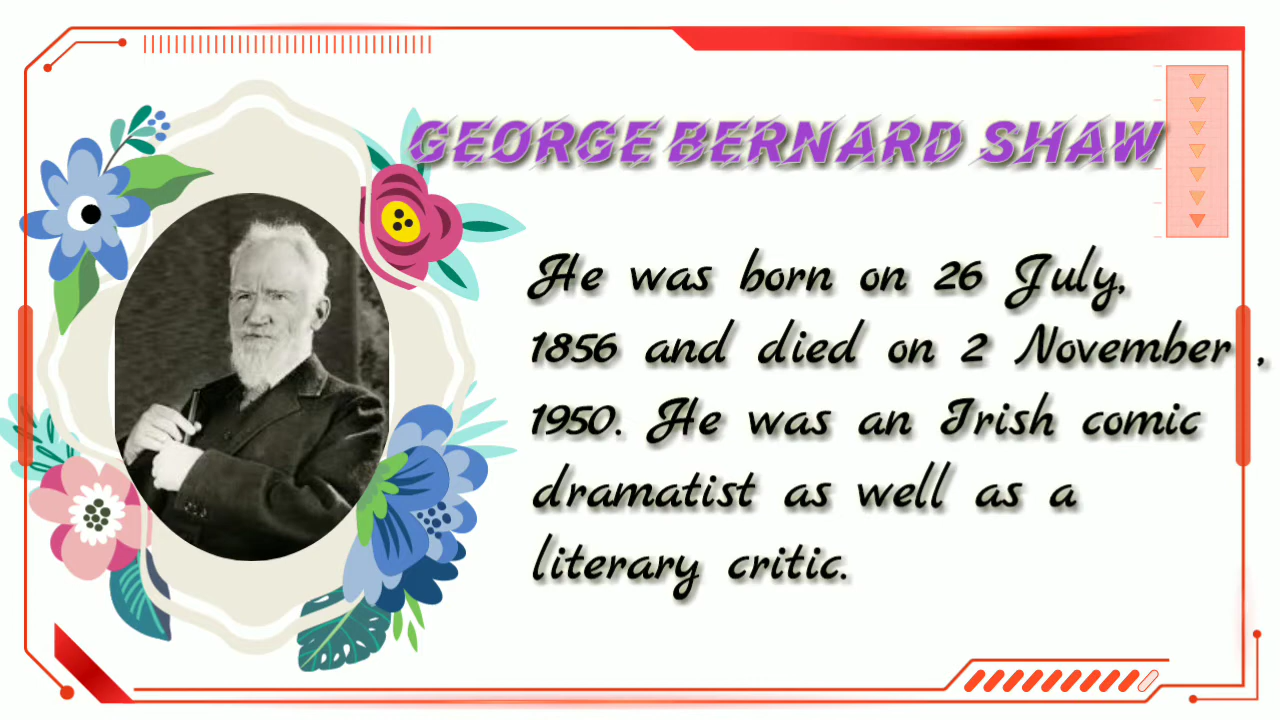 GEORGE BERNARD SHAW
He was born on 26 July,
1856 and died on 2 November ,
1950. He was an Irish comic
dramatist as well as a
literary critic.